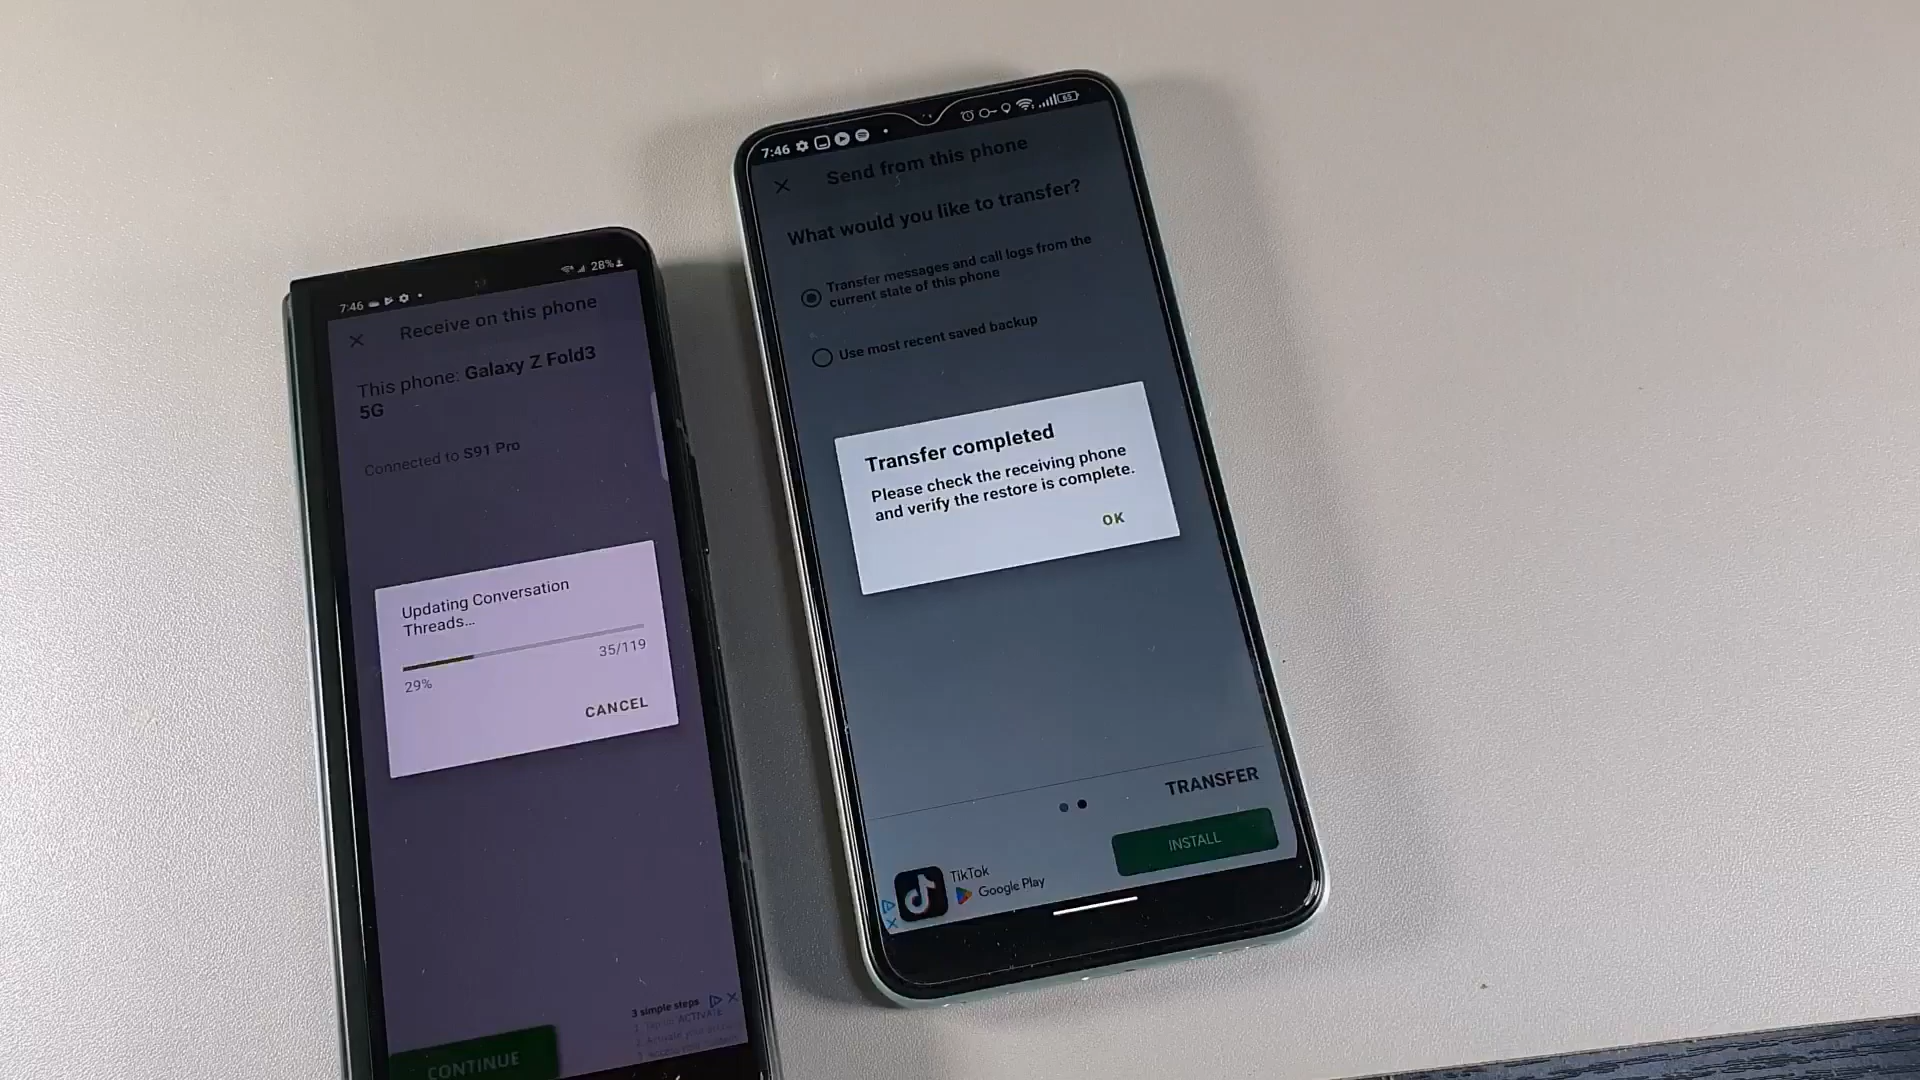 7:46
28%
Receive on this phone
This phone: Galaxy Z Fold3
5G
Connected to S91 Pro
Updating Conversation
Threads...
35/119
29%
CANCEL
3 simple steps
CONTINUE
7:46
65
Send from this phone
What would you like to transfer?
Transfer messages and call logs from the
current state of this phone
Use most recent saved backup
Transfer completed
Please check the receiving phone
and verify the restore is complete.
OK
TRANSFER
INSTALL
TikTok
Google Play